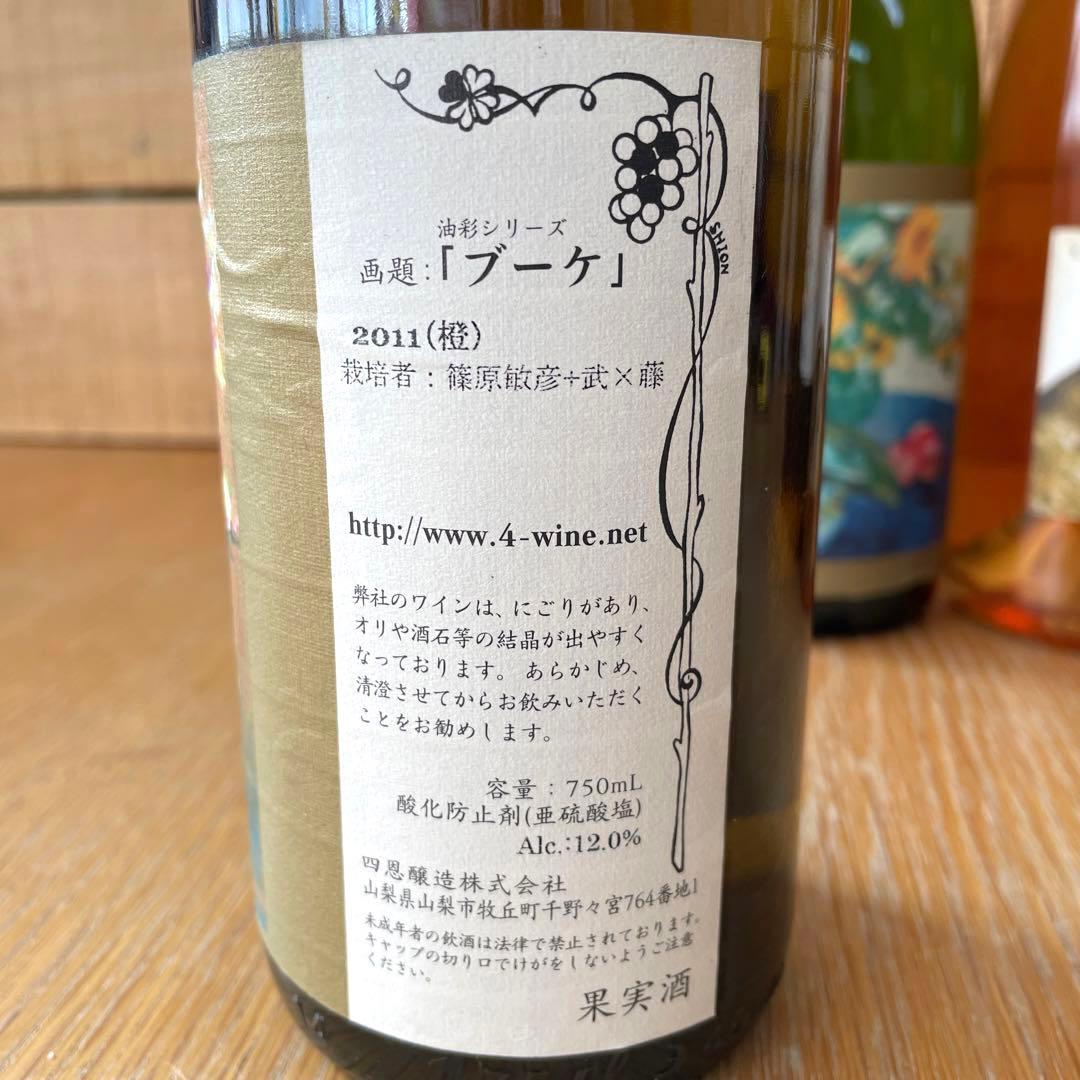 SHION
油彩シリーズ
画題:「ブーケ」
2011(橙)
栽培者:篠原敏彦+武×藤
http://www.4-wine.net
弊社のワインは、にごりがあり、
オリや酒石等の結晶が出やすく
なっております。あらかじめ、
清澄させてからお飲みいただく
ことをお勧めします。
容量:750mL
酸化防止剤(亜硫酸塩)
Alc.:12.0%
四恩醸造株式会社
山梨県山梨市牧丘町千野々宮764番地1
未成年者の飲酒は法律で禁止されております。
キャップの切り口でけがをしないようご注意
ください。
果実酒